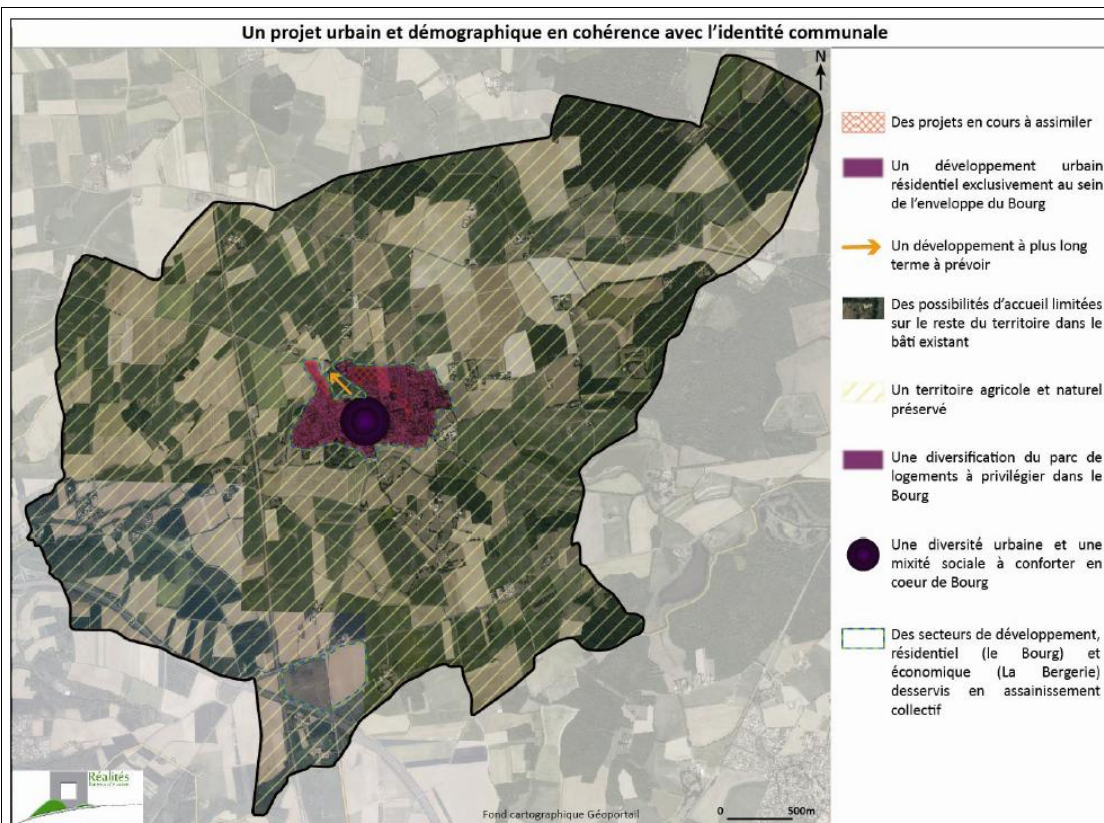 Un projet urbain et démographique en cohérence avec l'identité communale
N
Des projets en cours à assimiler
Un développement urbain
résidentiel exclusivement au sein
de l'enveloppe du Bourg
Un développement à plus long
terme à prévoir
Des possibilités d'accueil limitées
sur le reste du territoire dans le
bâti existant
Un territoire agricole et naturel
préservé
Une diversification du parc de
logements à privilégier dans le
Bourg
Une diversité urbaine et une
mixité sociale à conforter en
coeur de Bourg
Des secteurs de développement,
résidentiel (le Bourg) et
économique (La Bergerie)
desservis en assainissement
collectif
Réalités
Fond cartographique Géoportail
0 500m